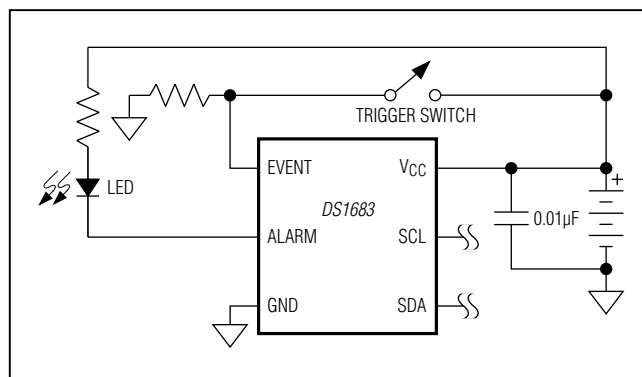 TRIGGER SWITCH
EVENT
VCC
+
LED
DS1683
0.01µF
ALARM
SCL
GND
SDA